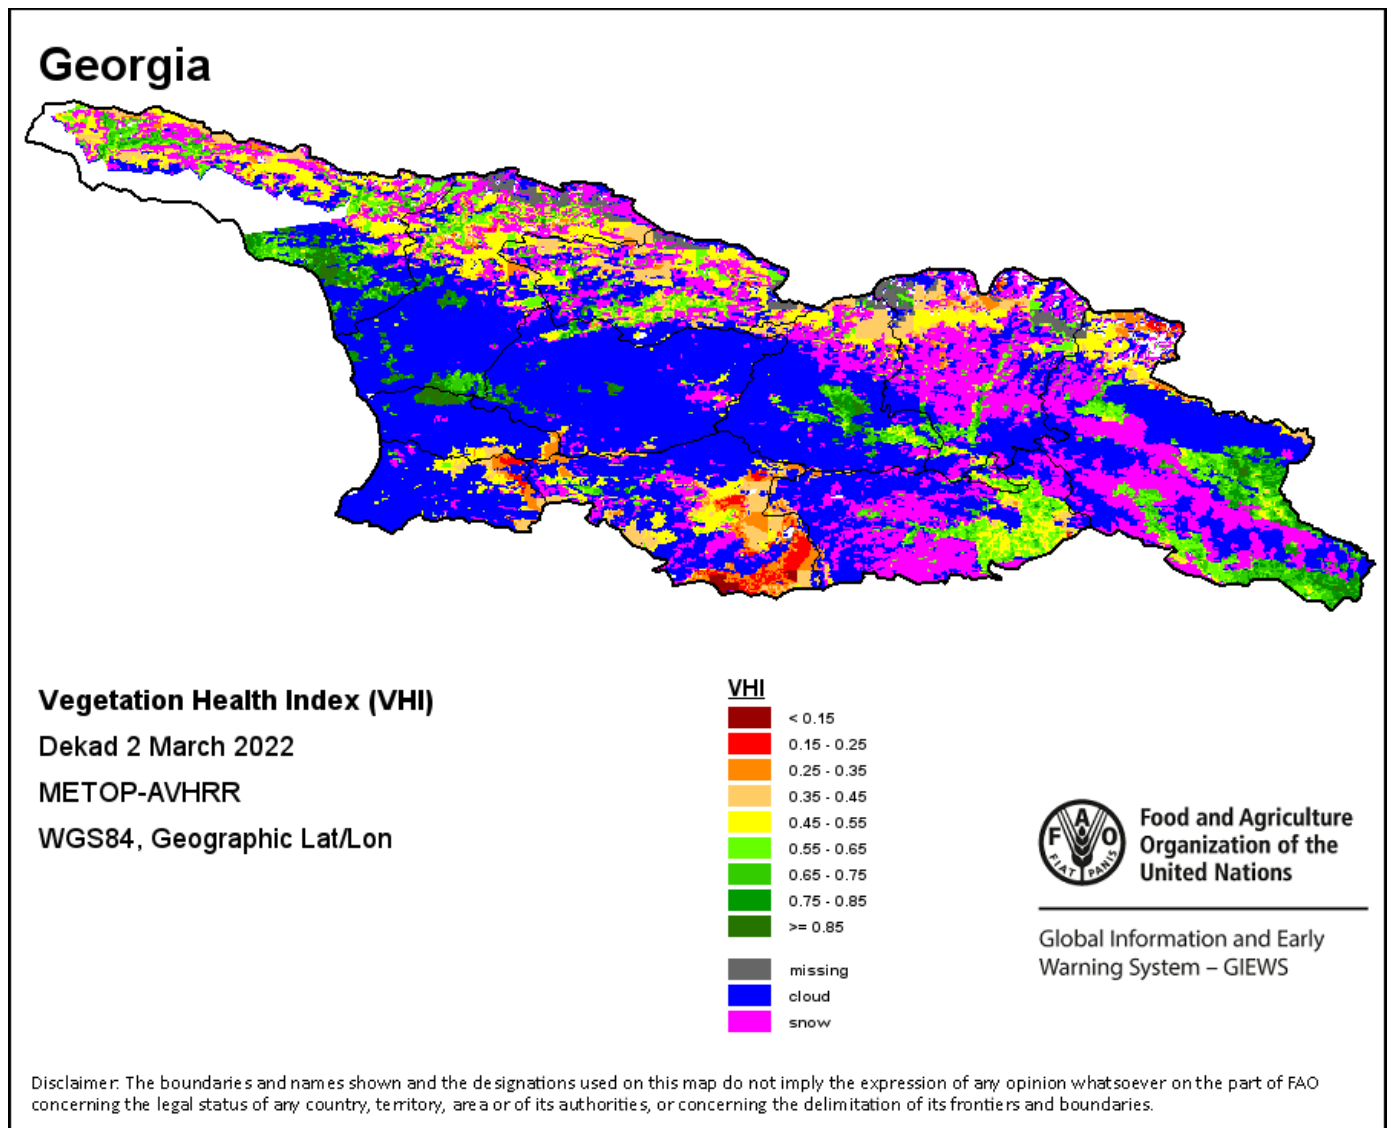 Georgia
Vegetation Health Index (VHI)
Dekad 2 March 2022
METOP-AVHRR
WGS84, Geographic Lat/Lon
VHI
< 0.15
0.15 - 0.25
0.25 - 0.35
0.35 - 0.45
0.45 - 0.55
0.55 - 0.65
0.65 - 0.75
0.75 - 0.85
>= 0.85
missing
cloud
snow
F A O
FIAT PANIS
Food and Agriculture
Organization of the
United Nations
Global Information and Early
Warning System – GIEWS
Disclaimer: The boundaries and names shown and the designations used on this map do not imply the expression of any opinion whatsoever on the part of FAO
concerning the legal status of any country, territory, area or of its authorities, or concerning the delimitation of its frontiers and boundaries.